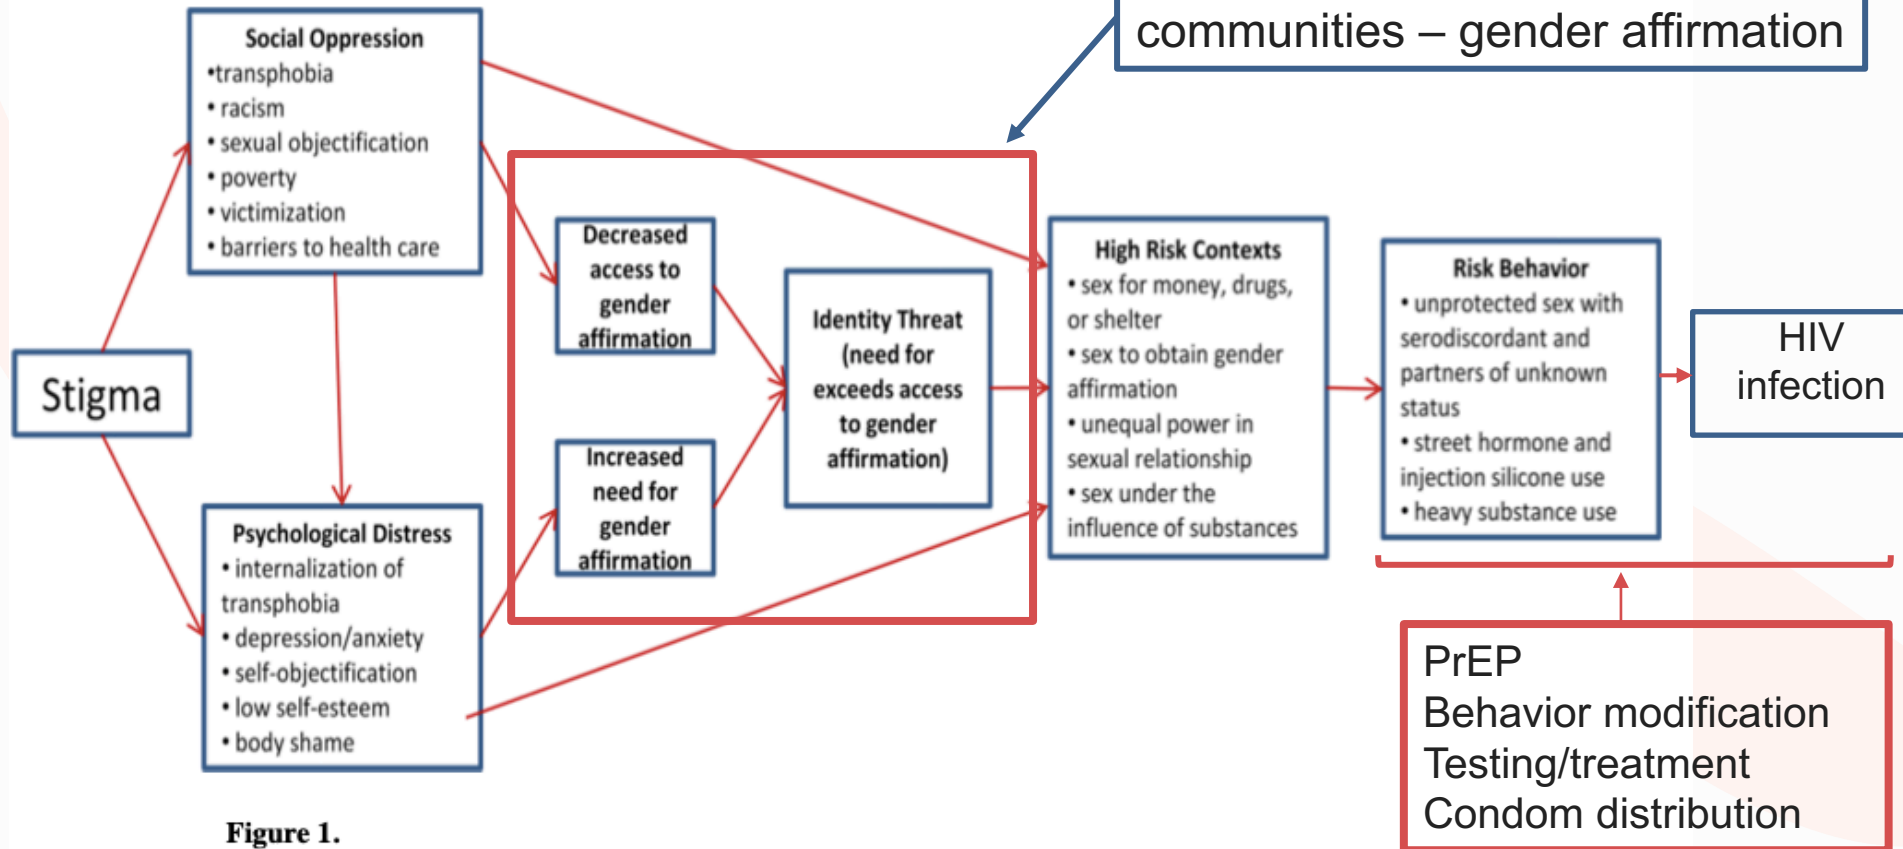 communities – gender affirmation
Social Oppression
•transphobia
• racism
• sexual objectification
• poverty
• victimization
• barriers to health care
Stigma
Psychological Distress
• internalization of
transphobia
• depression/anxiety
• self-objectification
• low self-esteem
• body shame
Decreased
access to
gender
affirmation
Increased
need for
gender
affirmation
Identity Threat
(need for
exceeds access
to gender
affirmation)
High Risk Contexts
• sex for money, drugs,
or shelter
• sex to obtain gender
affirmation
• unequal power in
sexual relationship
• sex under the
influence of substances
Risk Behavior
• unprotected sex with
serodiscordant and
partners of unknown
status
• street hormone and
injection silicone use
• heavy substance use
HIV
infection
PrEP
Behavior modification
Testing/treatment
Condom distribution
Figure 1.